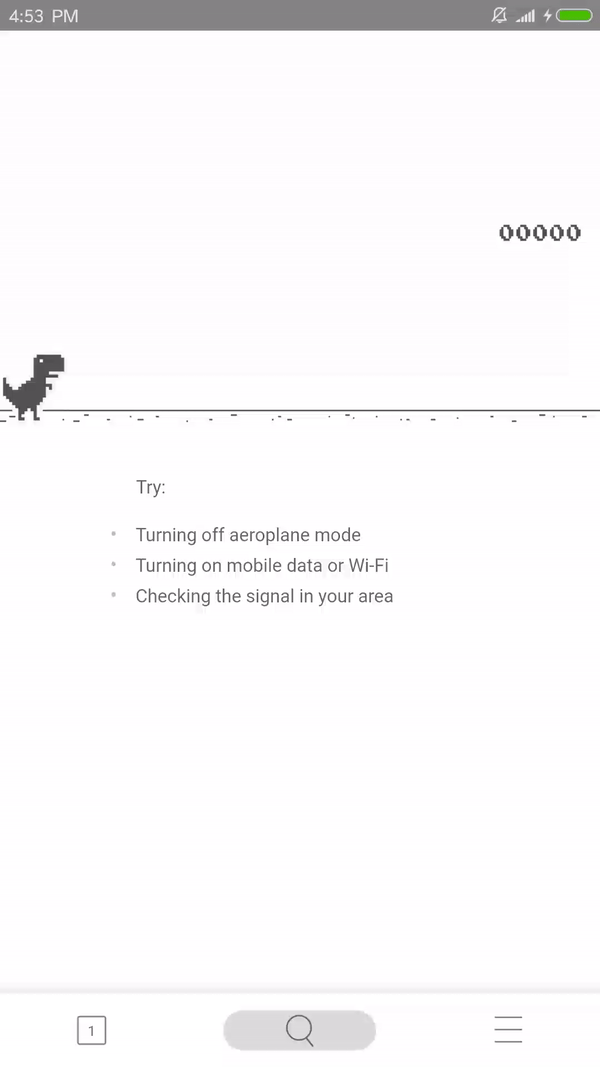 4:53 PM
00000
Try:
• Turning off aeroplane mode
• Turning on mobile data or Wi-Fi
• Checking the signal in your area
1